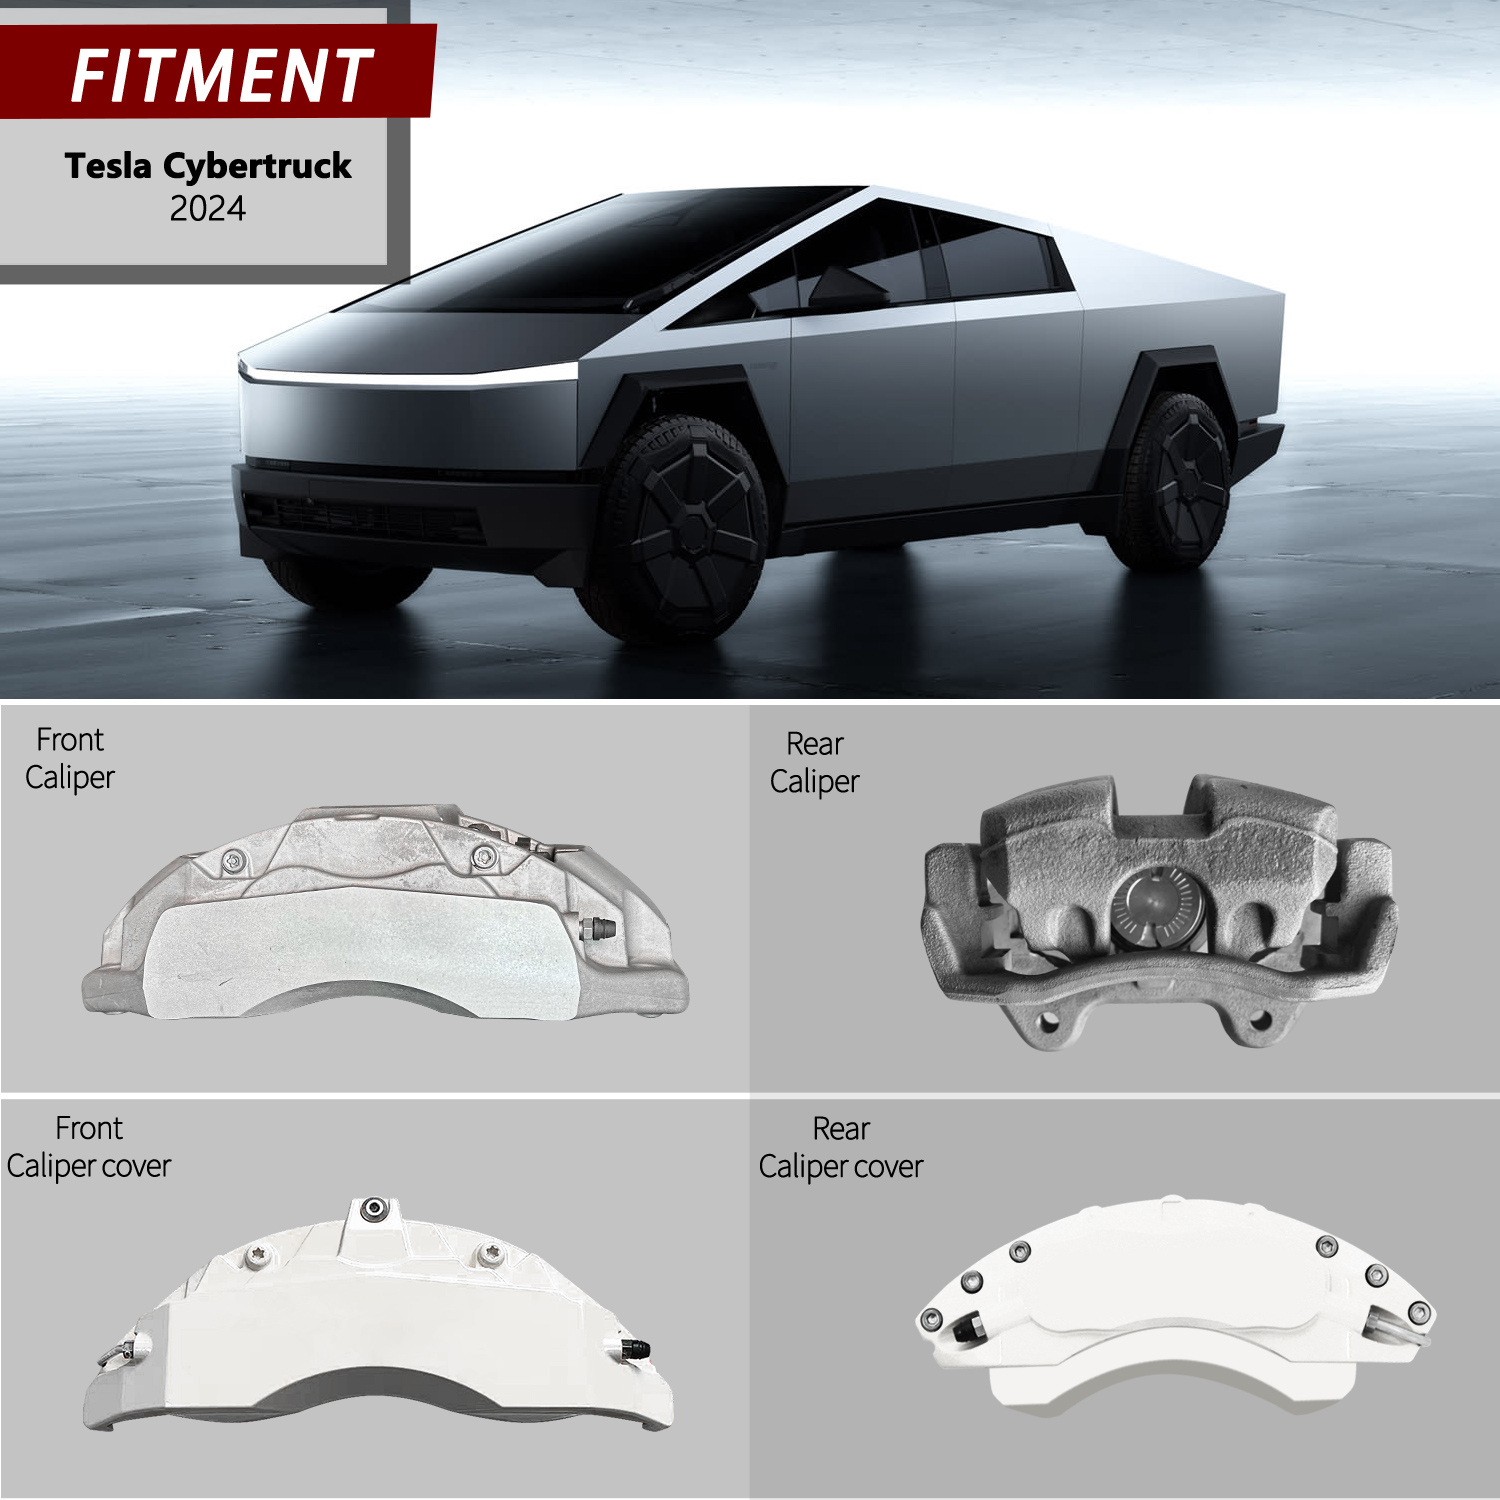 FITMENT
Tesla Cybertruck
2024
Front
Caliper
Rear
Caliper
Front
Caliper cover
Rear
Caliper cover